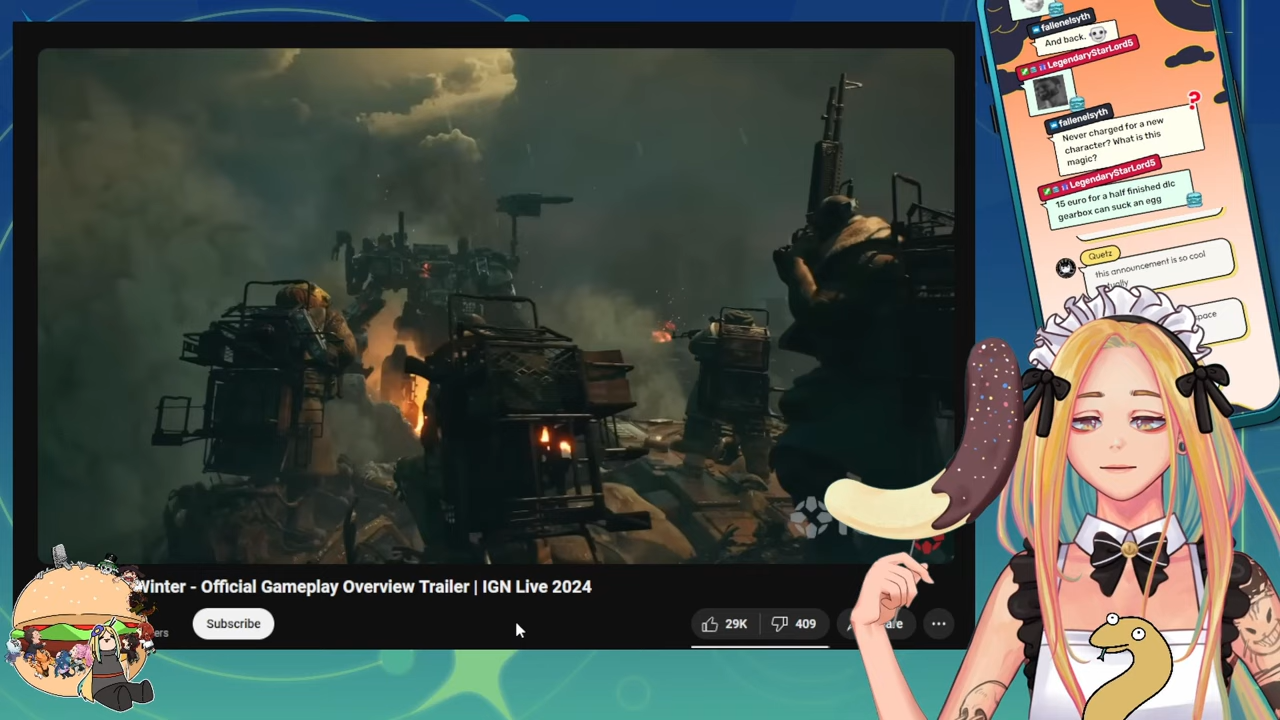 fallenelsyth
And back.
LegendaryStarLord5
fallenelsyth
Never charged for a new
character? What is this
magic?
?
LegendaryStarLord5
15 euro for a half finished dlc
gearbox can suck an egg
Quetz
this announcement is so cool
Winter - Official Gameplay Overview Trailer | IGN Live 2024
Subscribe
29K
409